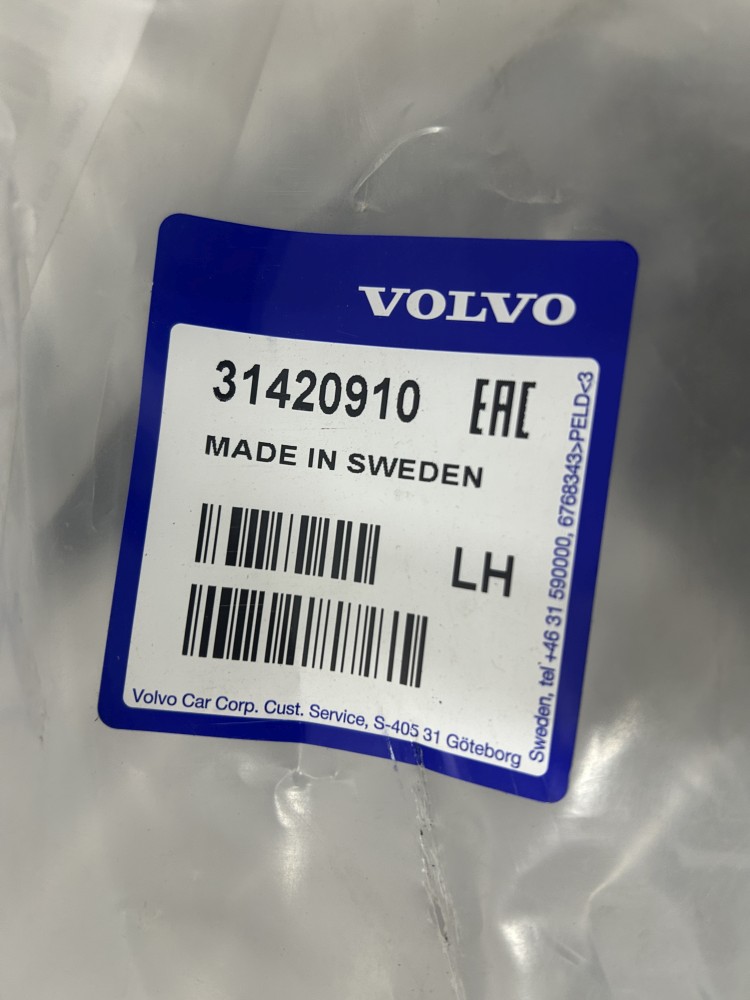 VOLVO
31420910 EAC
MADE IN SWEDEN
LH
Volvo Car Corp. Cust. Service, S-405 31 Göteborg
Sweden, tel +46 31 590000, 6768343>PELD<3